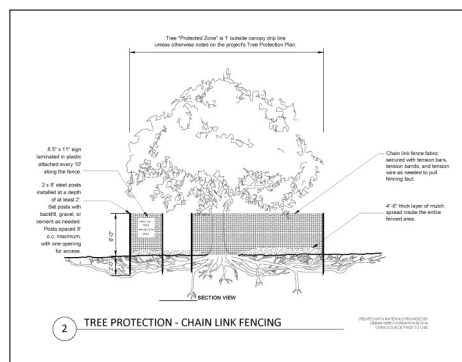 Tree "Protected Zone" is 1' outside canopy drip line
unless otherwise noted on the project's Tree Protection Plan.
8.5" x 11" sign
laminated in plastic
attached every 10'
along the fence.
2 x 8' steel posts
installed at a depth
of at least 2'.
Set posts with
backfill, gravel, or
cement as needed.
Posts spaced 8'
o.c. maximum,
with one opening
for access.
Chain link fence fabric
secured with tension bars,
tension bands, and tension
wire as needed to pull
fencing taut.
4"-6" thick layer of mulch
spread inside the entire
fenced area.
6'-0"
KEEP OUT
TREE
PROTECTION
AREA
SECTION VIEW
2
TREE PROTECTION - CHAIN LINK FENCING
CREATED WITH MATERIALS PROVIDED BY
URBAN TREE FOUNDATION © 2014
OPEN SOURCE FREE TO USE